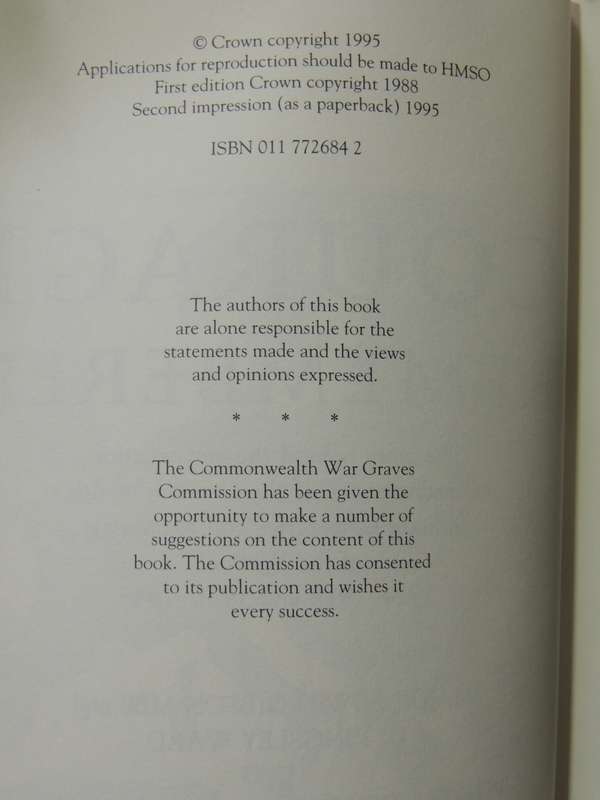 © Crown copyright 1995
Applications for reproduction should be made to HMSO
First edition Crown copyright 1988
Second impression (as a paperback) 1995
ISBN 011 772684 2
The authors of this book
are alone responsible for the
statements made and the views
and opinions expressed.
* * *
The Commonwealth War Graves
Commission has been given the
opportunity to make a number of
suggestions on the content of this
book. The Commission has consented
to its publication and wishes it
every success.